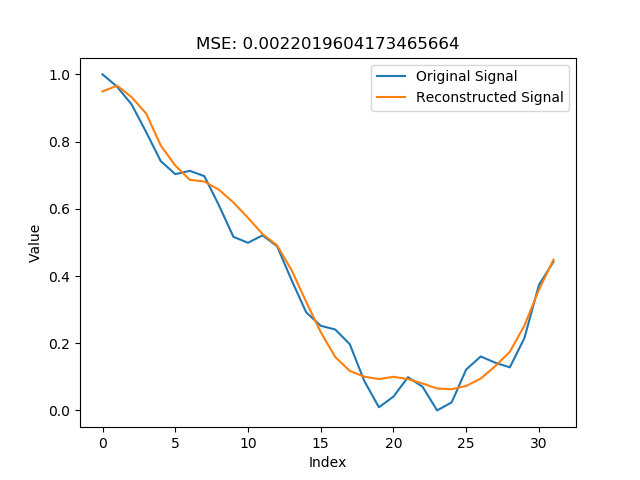 MSE: 0.0022019604173465664
Original Signal
Reconstructed Signal
1.0
0.8
0.6
0.4
0.2
0.0
Value
0 5 10 15 20 25 30
Index